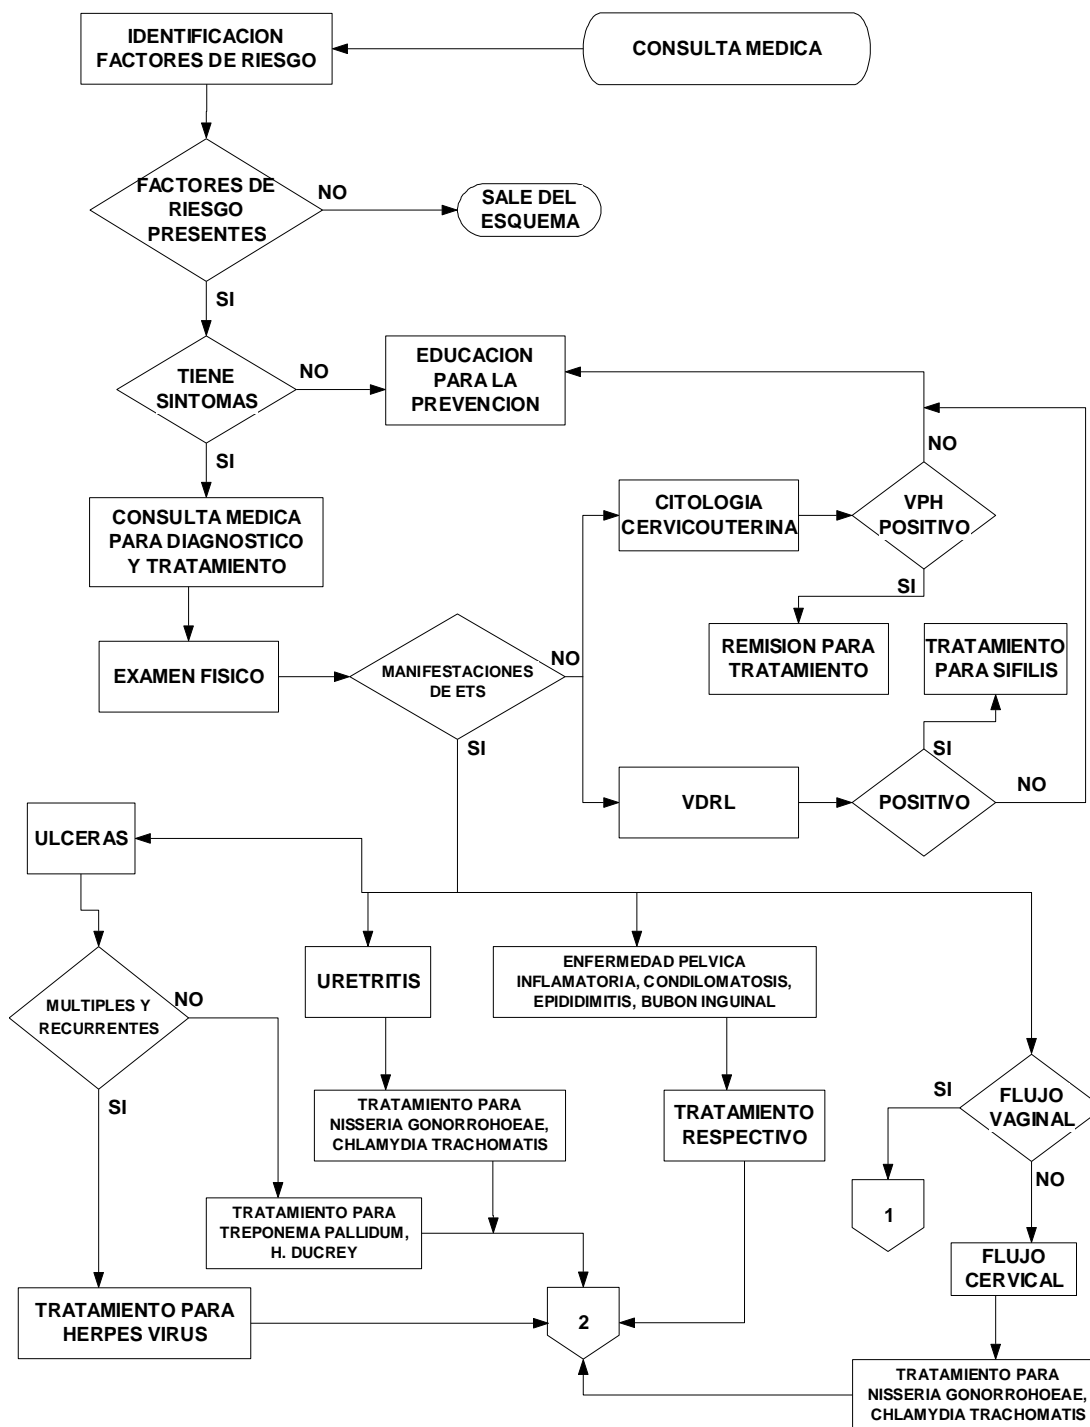 IDENTIFICACION
FACTORES DE RIESGO
CONSULTA MEDICA
FACTORES DE
RIESGO
PRESENTES
NO
SALE DEL
ESQUEMA
SI
TIENE
SINTOMAS
NO
EDUCACION
PARA LA
PREVENCION
SI
NO
CONSULTA MEDICA
PARA DIAGNOSTICO
Y TRATAMIENTO
CITOLOGIA
CERVICOUTERINA
VPH
POSITIVO
SI
EXAMEN FISICO
MANIFESTACIONES
DE ETS
NO
REMISION PARA
TRATAMIENTO
TRATAMIENTO
PARA SIFILIS
SI
SI
VDRL
POSITIVO
NO
ULCERAS
MULTIPLES Y
RECURRENTES
NO
URETRITIS
ENFERMEDAD PELVICA
INFLAMATORIA, CONDILOMATOSIS,
EPIDIDIMITIS, BUBON INGUINAL
SI
TRATAMIENTO PARA
NISSERIA GONORROHOEAE,
CHLAMYDIA TRACHOMATIS
TRATAMIENTO
RESPECTIVO
SI
FLUJO
VAGINAL
NO
1
TRATAMIENTO PARA
TREPONEMA PALLIDUM,
H. DUCREY
FLUJO
CERVICAL
TRATAMIENTO PARA
HERPES VIRUS
2
TRATAMIENTO PARA
NISSERIA GONORROHOEAE,
CHLAMYDIA TRACHOMATIS